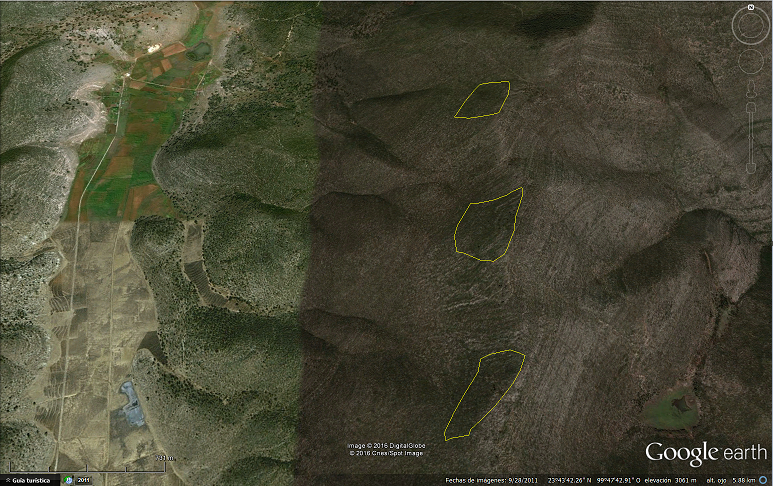 N
Image © 2016 DigitalGlobe
© 2016 Cnes/Spot Image
Google earth
Guía turística
2011
Fechas de imágenes: 9/28/2011 23°43'42.26" N 99°47'42.91" O elevación 3061 m alt. ojo 5.88 km